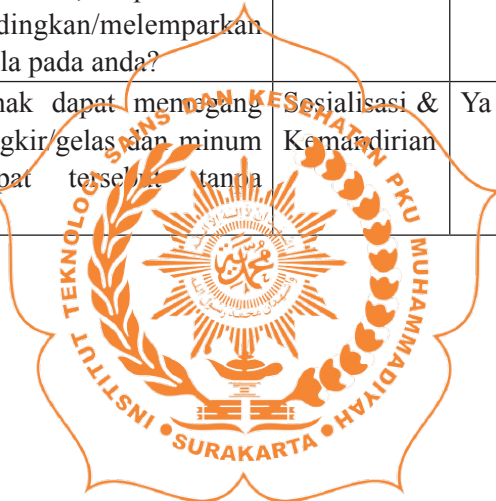 dingkan/melemparkan
la pada anda?
nak dapat memegang
gkir/gelas dan minum
pat tersebut tanpa
Sosialisasi &
Kemandirian
Ya
INSTITUT TEKNOLOGI SAINS DAN KESEHATAN PKU MUHAMMADIYAH
SURAKARTA